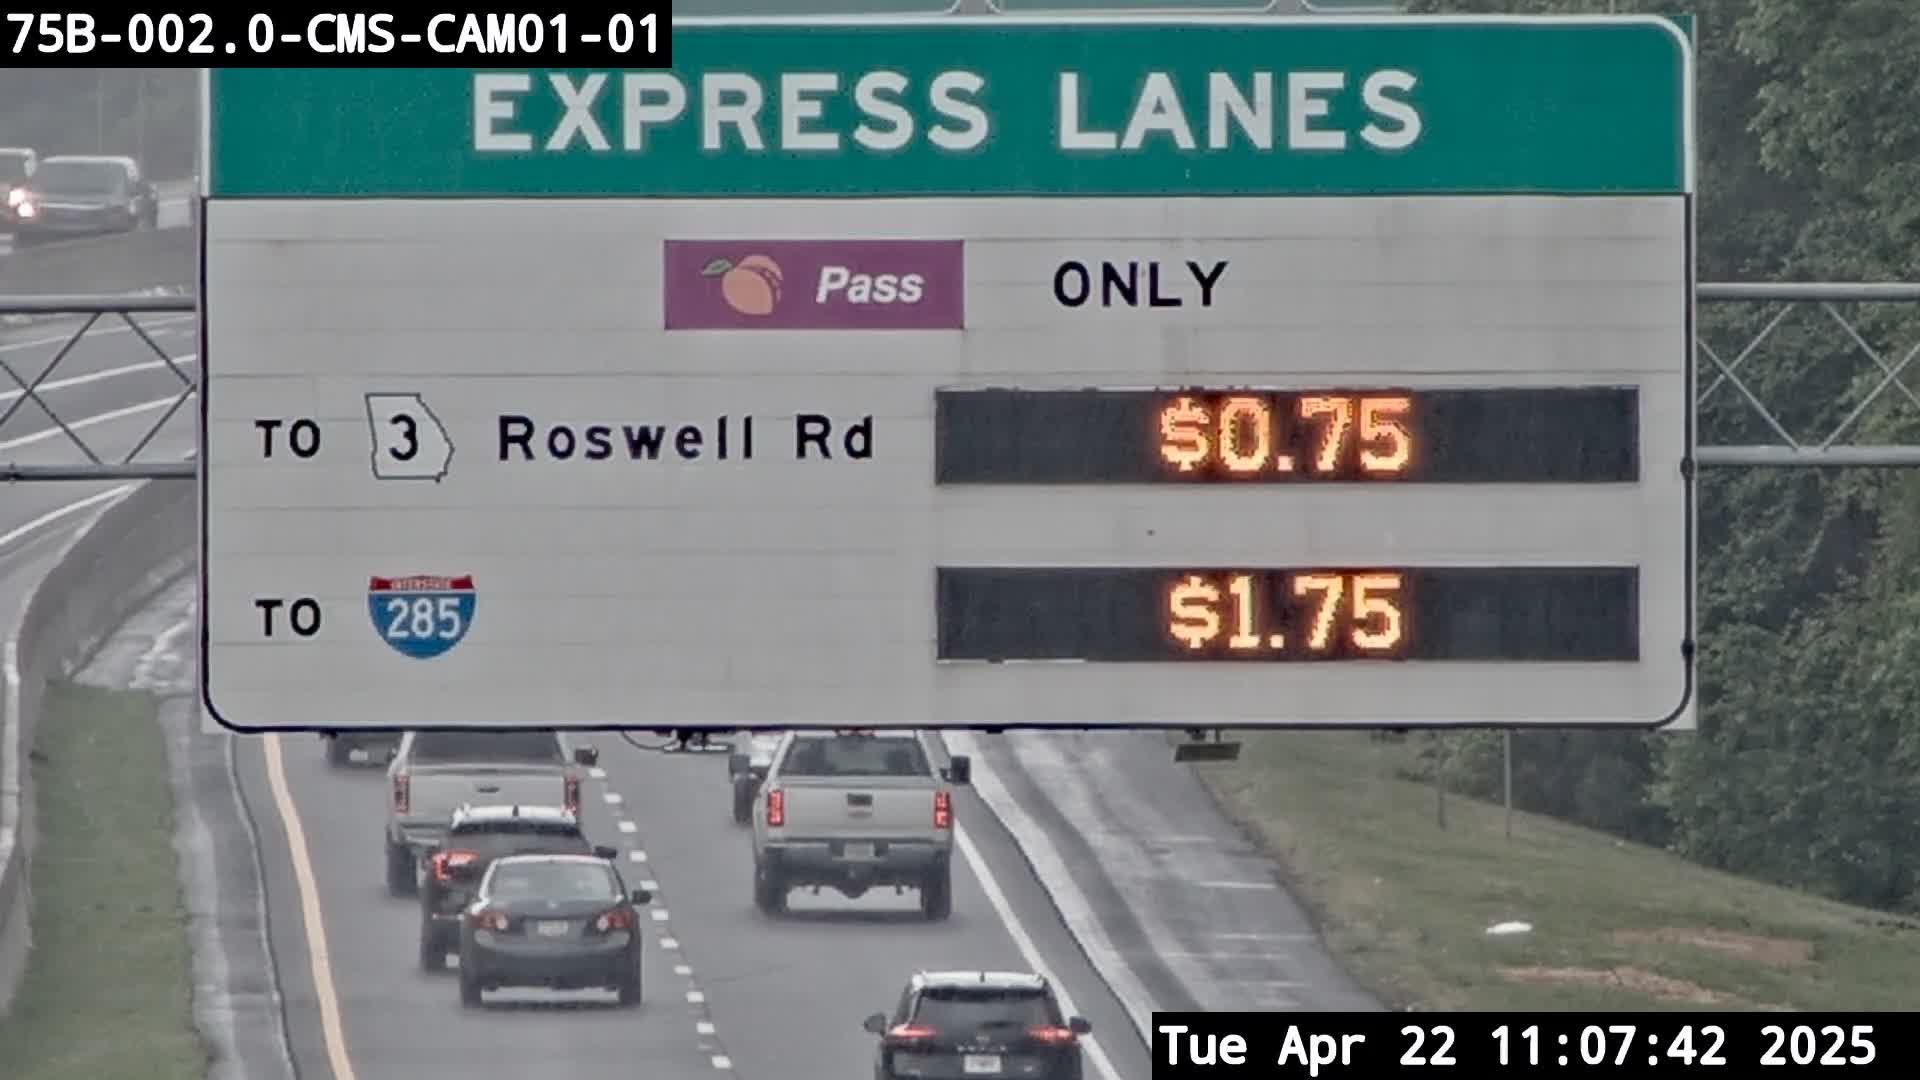 75B-002.0-CMS-CAM01-01
EXPRESS LANES
Pass ONLY
TO 3 Roswell Rd $0.75
INTERSTATE
TO 285 $1.75
Tue Apr 22 11:07:42 2025